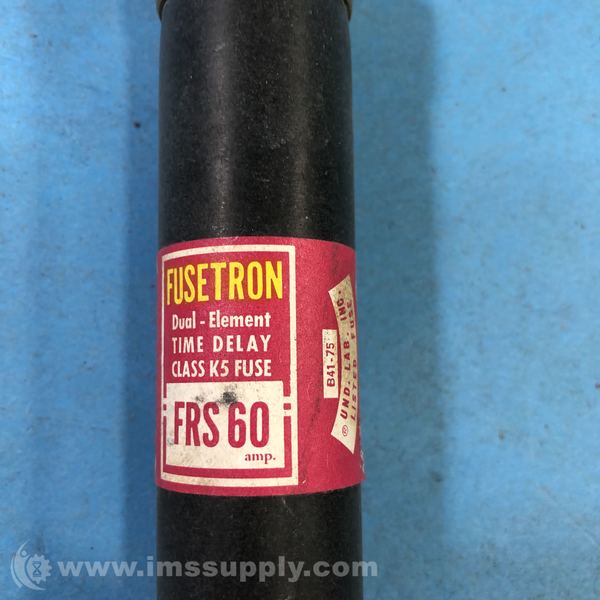 FUSETRON
Dual - Element
TIME DELAY
CLASS K5 FUSE
FRS 60
amp.
B41-75
® UND. LAB. INC.
LISTED FUSE
www.imssupply.com